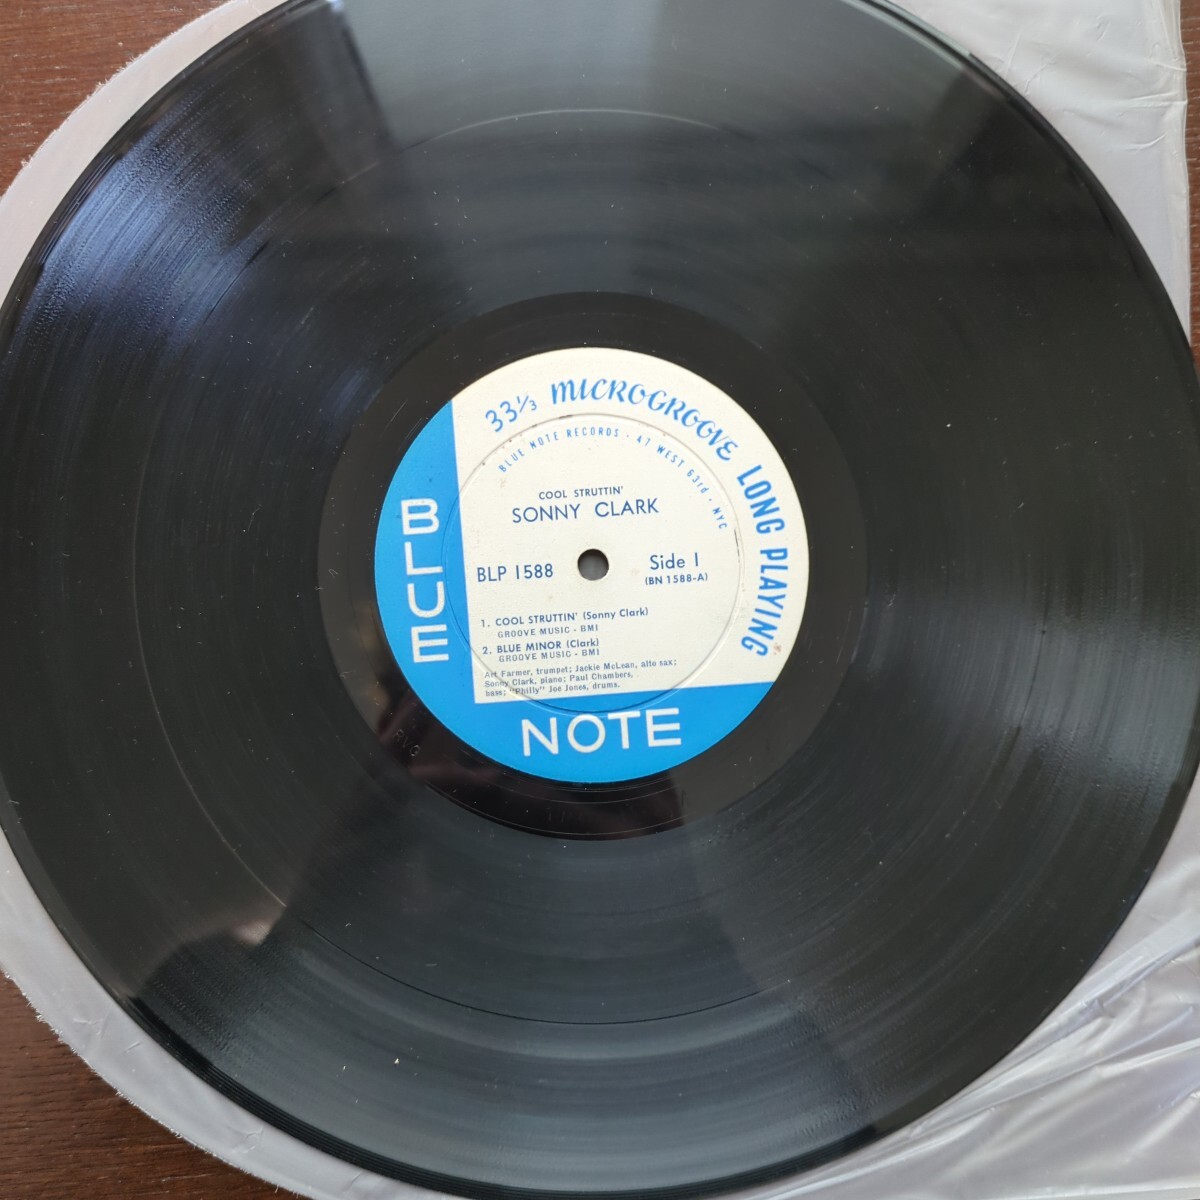 33⅓ MICROGROOVE LONG PLAYING
BLUE NOTE RECORDS · 47 WEST 63rd · NYC
COOL STRUTTIN'
SONNY CLARK
BLP 1588
Side 1
(BN 1588-A)
1. COOL STRUTTIN' (Sonny Clark)
GROOVE MUSIC - BMI
2. BLUE MINOR (Clark)
GROOVE MUSIC - BMI
Art Farmer, trumpet; Jackie McLean, alto sax;
Sonny Clark, piano; Paul Chambers,
bass; "Philly" Joe Jones, drums.
BLUE
NOTE
RVG